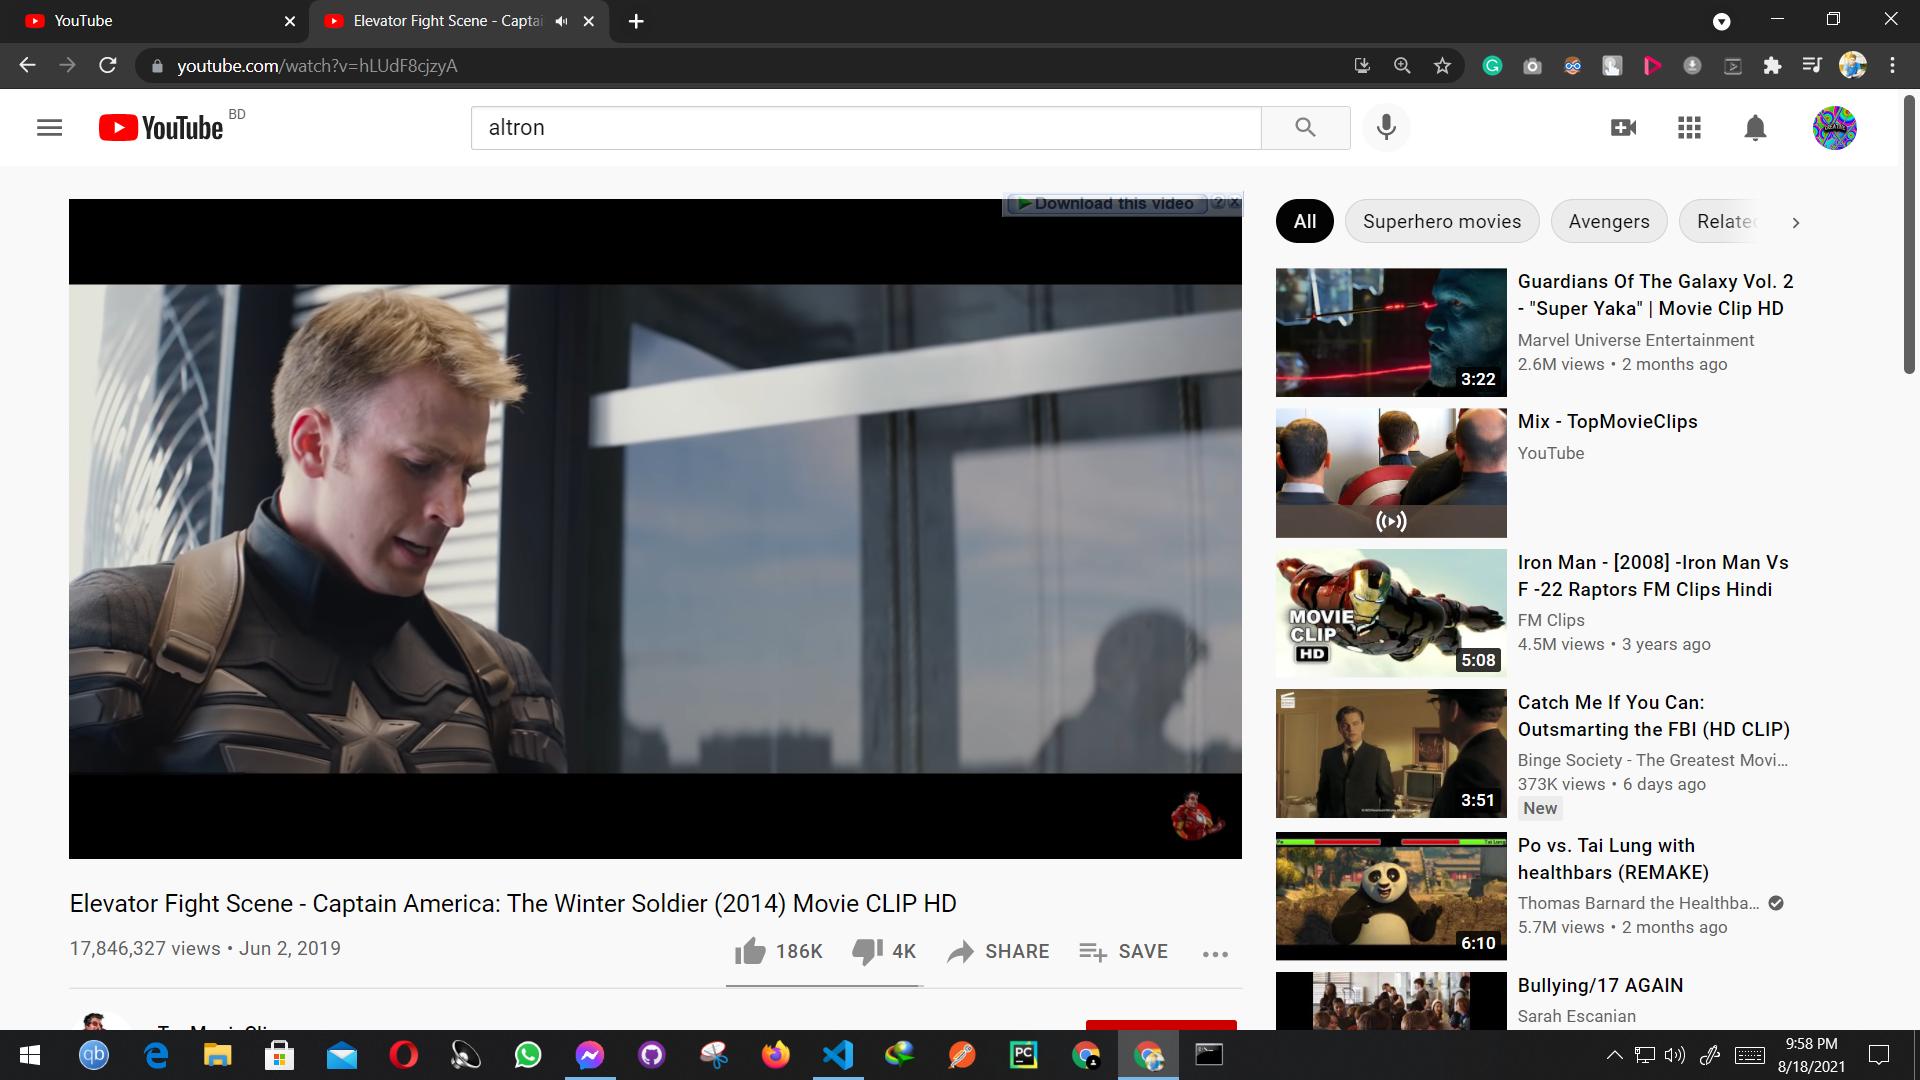 YouTube
Elevator Fight Scene - Captai
youtube.com/watch?v=hLUdF8cjzyA
YouTube BD
altron
Download this video
All
Superhero movies
Avengers
Relate
Guardians Of The Galaxy Vol. 2
- "Super Yaka" | Movie Clip HD
Marvel Universe Entertainment
2.6M views • 2 months ago
3:22
Mix - TopMovieClips
YouTube
MOVIE
CLIP
HD
5:08
Iron Man - [2008] -Iron Man Vs
F -22 Raptors FM Clips Hindi
FM Clips
4.5M views • 3 years ago
3:51
Catch Me If You Can:
Outsmarting the FBI (HD CLIP)
Binge Society - The Greatest Movi...
373K views • 6 days ago
New
6:10
Po vs. Tai Lung with
healthbars (REMAKE)
Thomas Barnard the Healthba...
5.7M views • 2 months ago
Bullying/17 AGAIN
Sarah Escanian
Elevator Fight Scene - Captain America: The Winter Soldier (2014) Movie CLIP HD
17,846,327 views • Jun 2, 2019
186K
4K
SHARE
SAVE
qb
PC
9:58 PM
8/18/2021